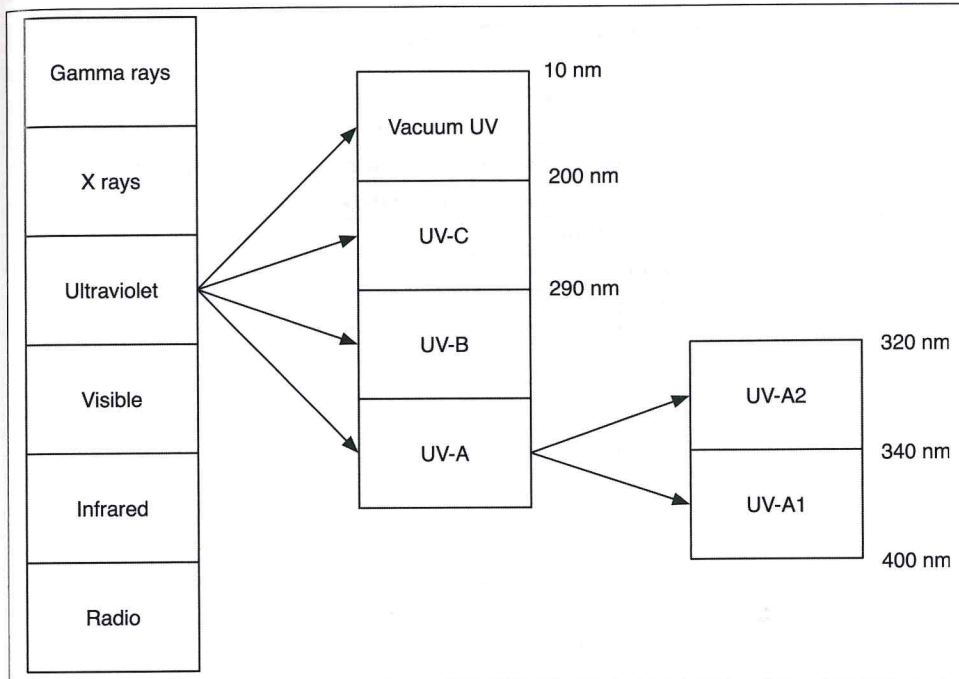 Gamma rays
X rays
Ultraviolet
Visible
Infrared
Radio
10 nm
Vacuum UV
200 nm
UV-C
290 nm
UV-B
UV-A
320 nm
UV-A2
340 nm
UV-A1
400 nm